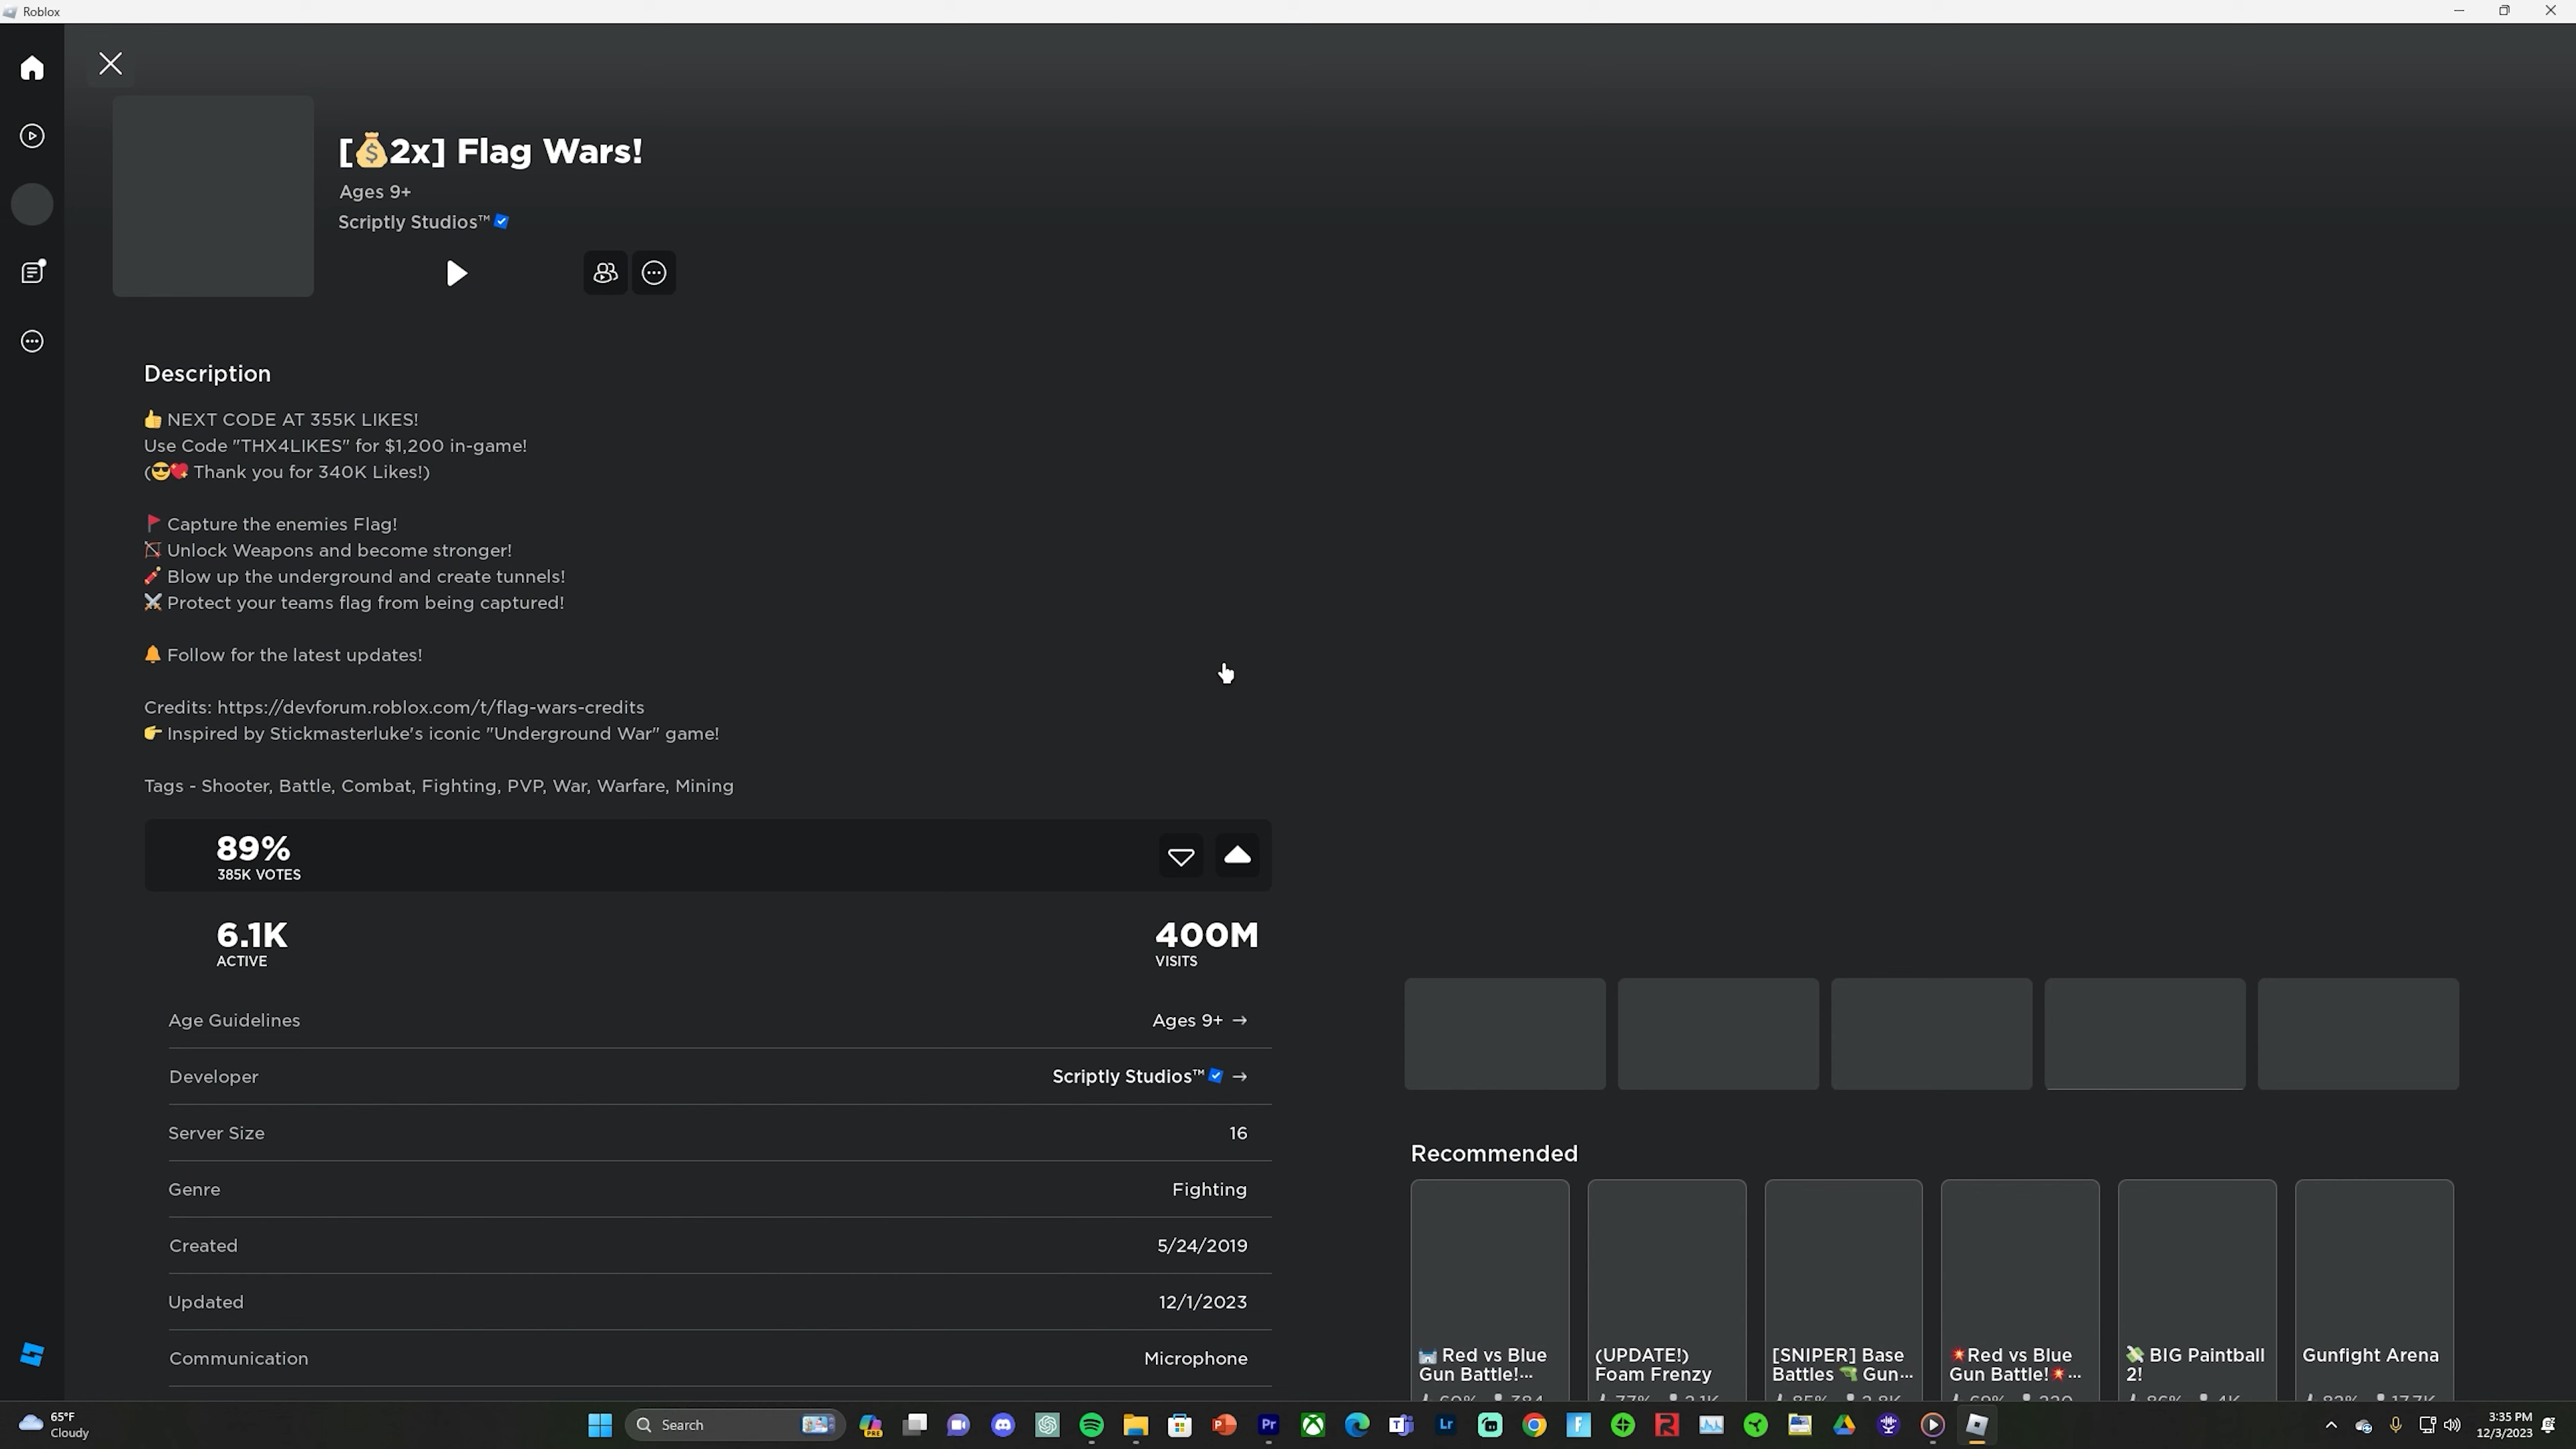 Roblox
[💰2x] Flag Wars!
Ages 9+
Scriptly Studios™
Description
👍 NEXT CODE AT 355K LIKES!
Use Code "THX4LIKES" for $1,200 in-game!
(😎💖 Thank you for 340K Likes!)
🚩 Capture the enemies Flag!
🏹 Unlock Weapons and become stronger!
🧨 Blow up the underground and create tunnels!
⚔️ Protect your teams flag from being captured!
🔔 Follow for the latest updates!
Credits: https://devforum.roblox.com/t/flag-wars-credits
👉 Inspired by Stickmasterluke's iconic "Underground War" game!
Tags - Shooter, Battle, Combat, Fighting, PVP, War, Warfare, Mining
89%
385K VOTES
6.1K
ACTIVE
400M
VISITS
Age Guidelines Ages 9+ →
Developer Scriptly Studios™ →
Server Size 16
Genre Fighting
Created 5/24/2019
Updated 12/1/2023
Communication Microphone
Recommended
🏰 Red vs Blue
Gun Battle!...
(UPDATE!)
Foam Frenzy
[SNIPER] Base
Battles 🔫 Gun...
💥Red vs Blue
Gun Battle!💥...
💸 BIG Paintball
2!
Gunfight Arena
65°F
Cloudy
Search
PRE
3:35 PM
12/3/2023